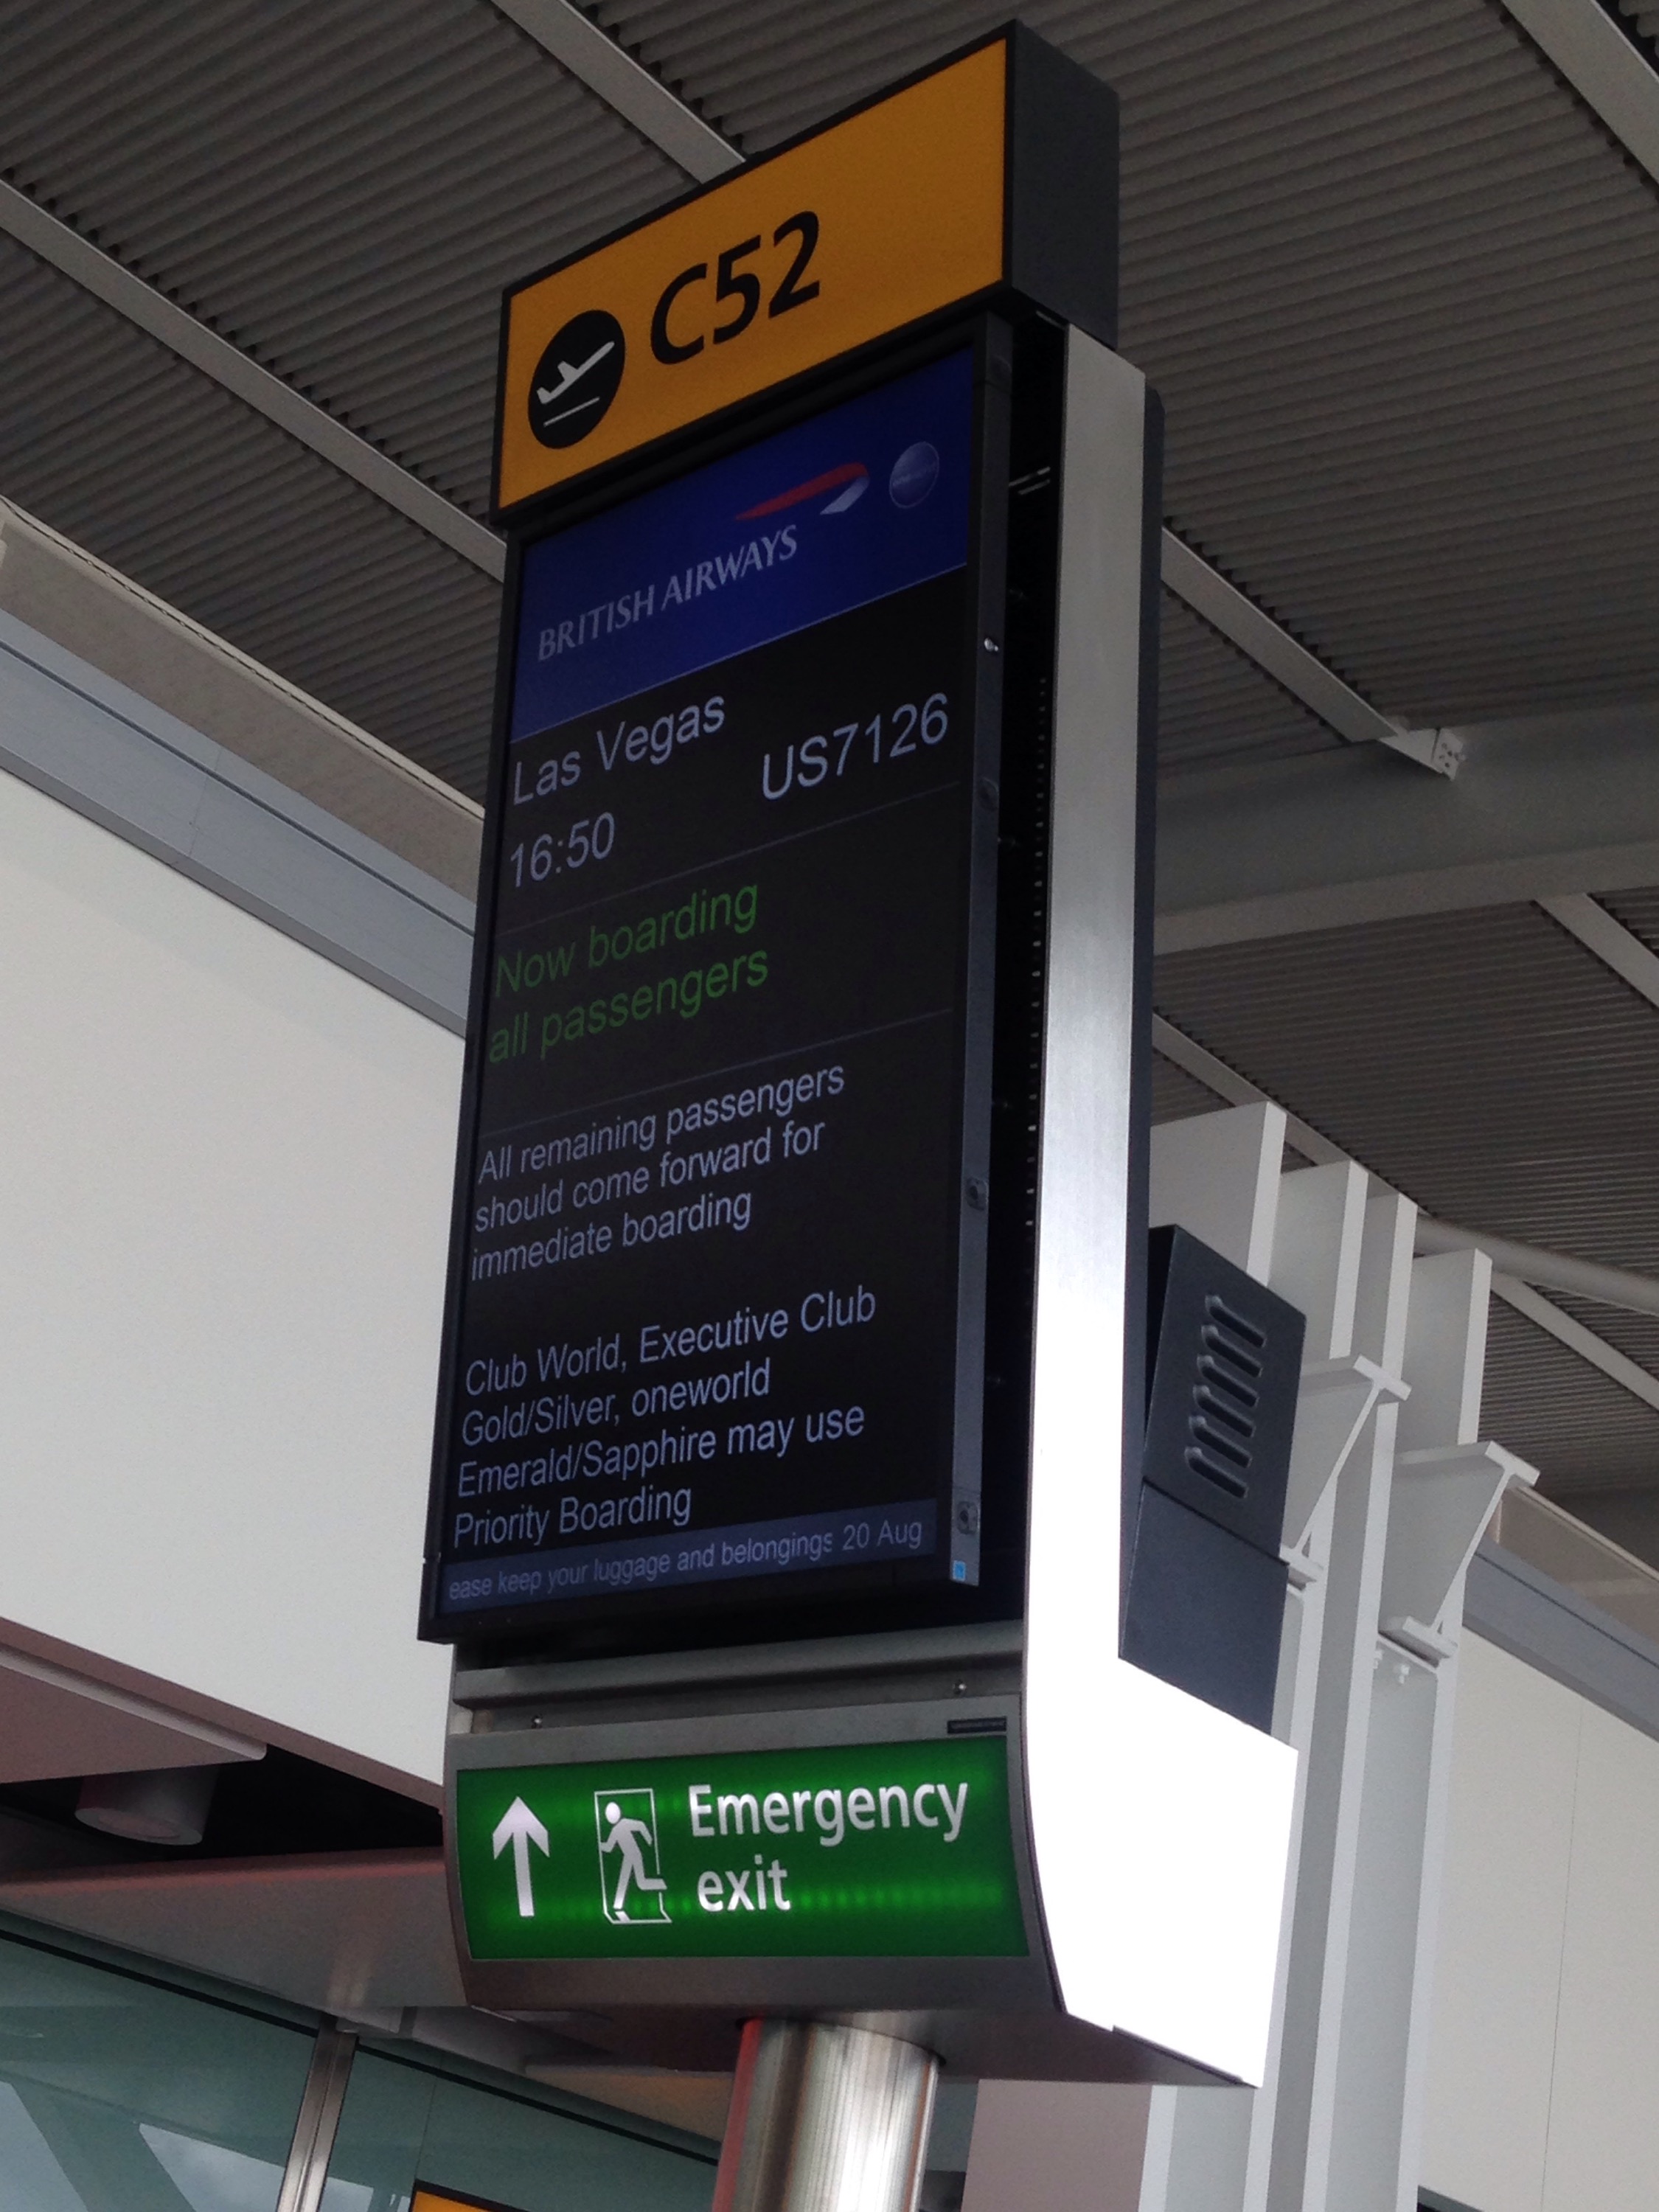 C52
BRITISH AIRWAYS
Las Vegas
US7126
16:50
Now boarding
all passengers
All remaining passengers
should come forward for
immediate boarding
Club World, Executive Club
Gold/Silver, oneworld
Emerald/Sapphire may use
Priority Boarding
ease keep your luggage and belongings 20 Aug
Emergency
exit